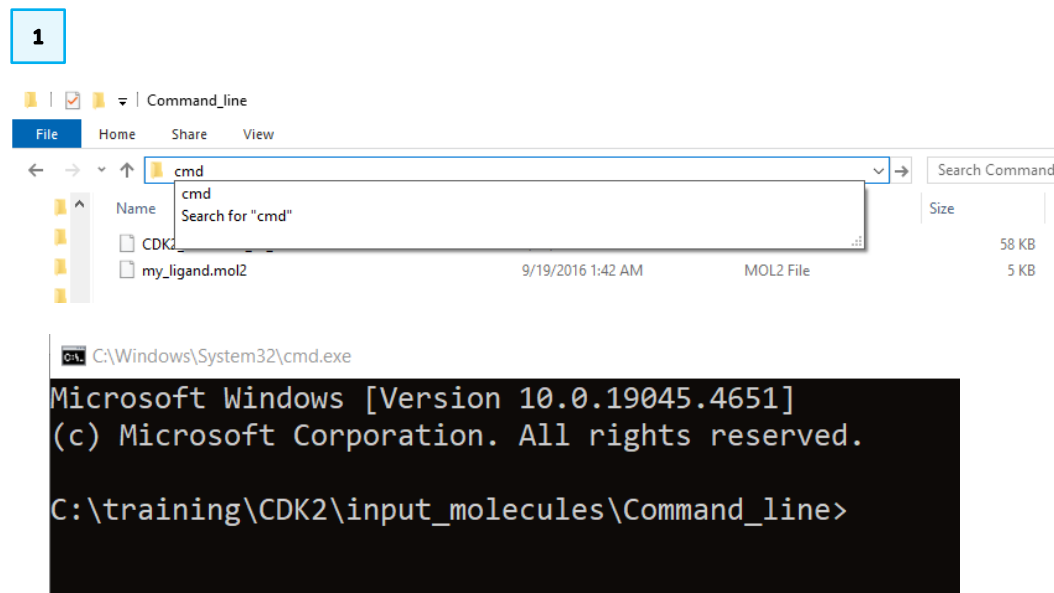 1
Command_line
File Home Share View
cmd Search Command
cmd
Search for "cmd"
Name Size
58 KB
my_ligand.mol2 9/19/2016 1:42 AM MOL2 File 5 KB
C:\Windows\System32\cmd.exe
Microsoft Windows [Version 10.0.19045.4651]
(c) Microsoft Corporation. All rights reserved.
C:\training\CDK2\input_molecules\Command_line>